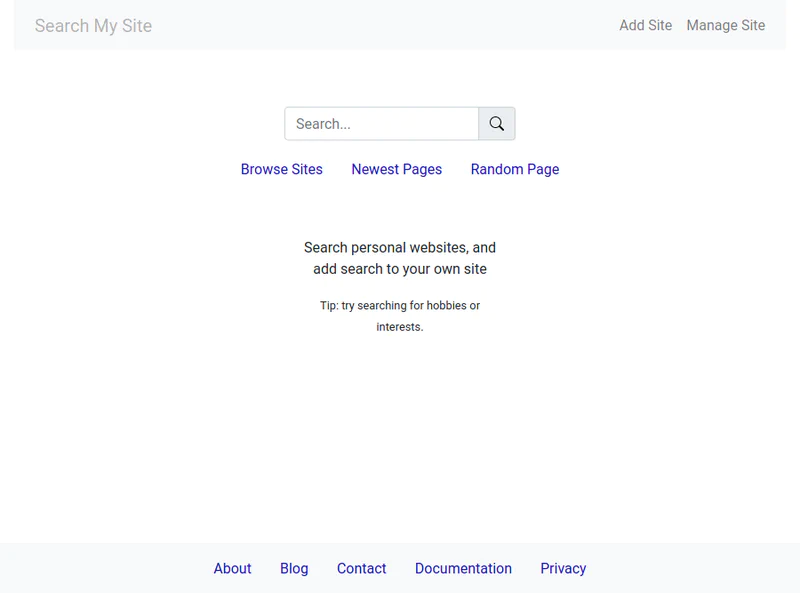 Search My Site
Add Site Manage Site
Search...
Browse Sites Newest Pages Random Page
Search personal websites, and
add search to your own site
Tip: try searching for hobbies or
interests.
About Blog Contact Documentation Privacy